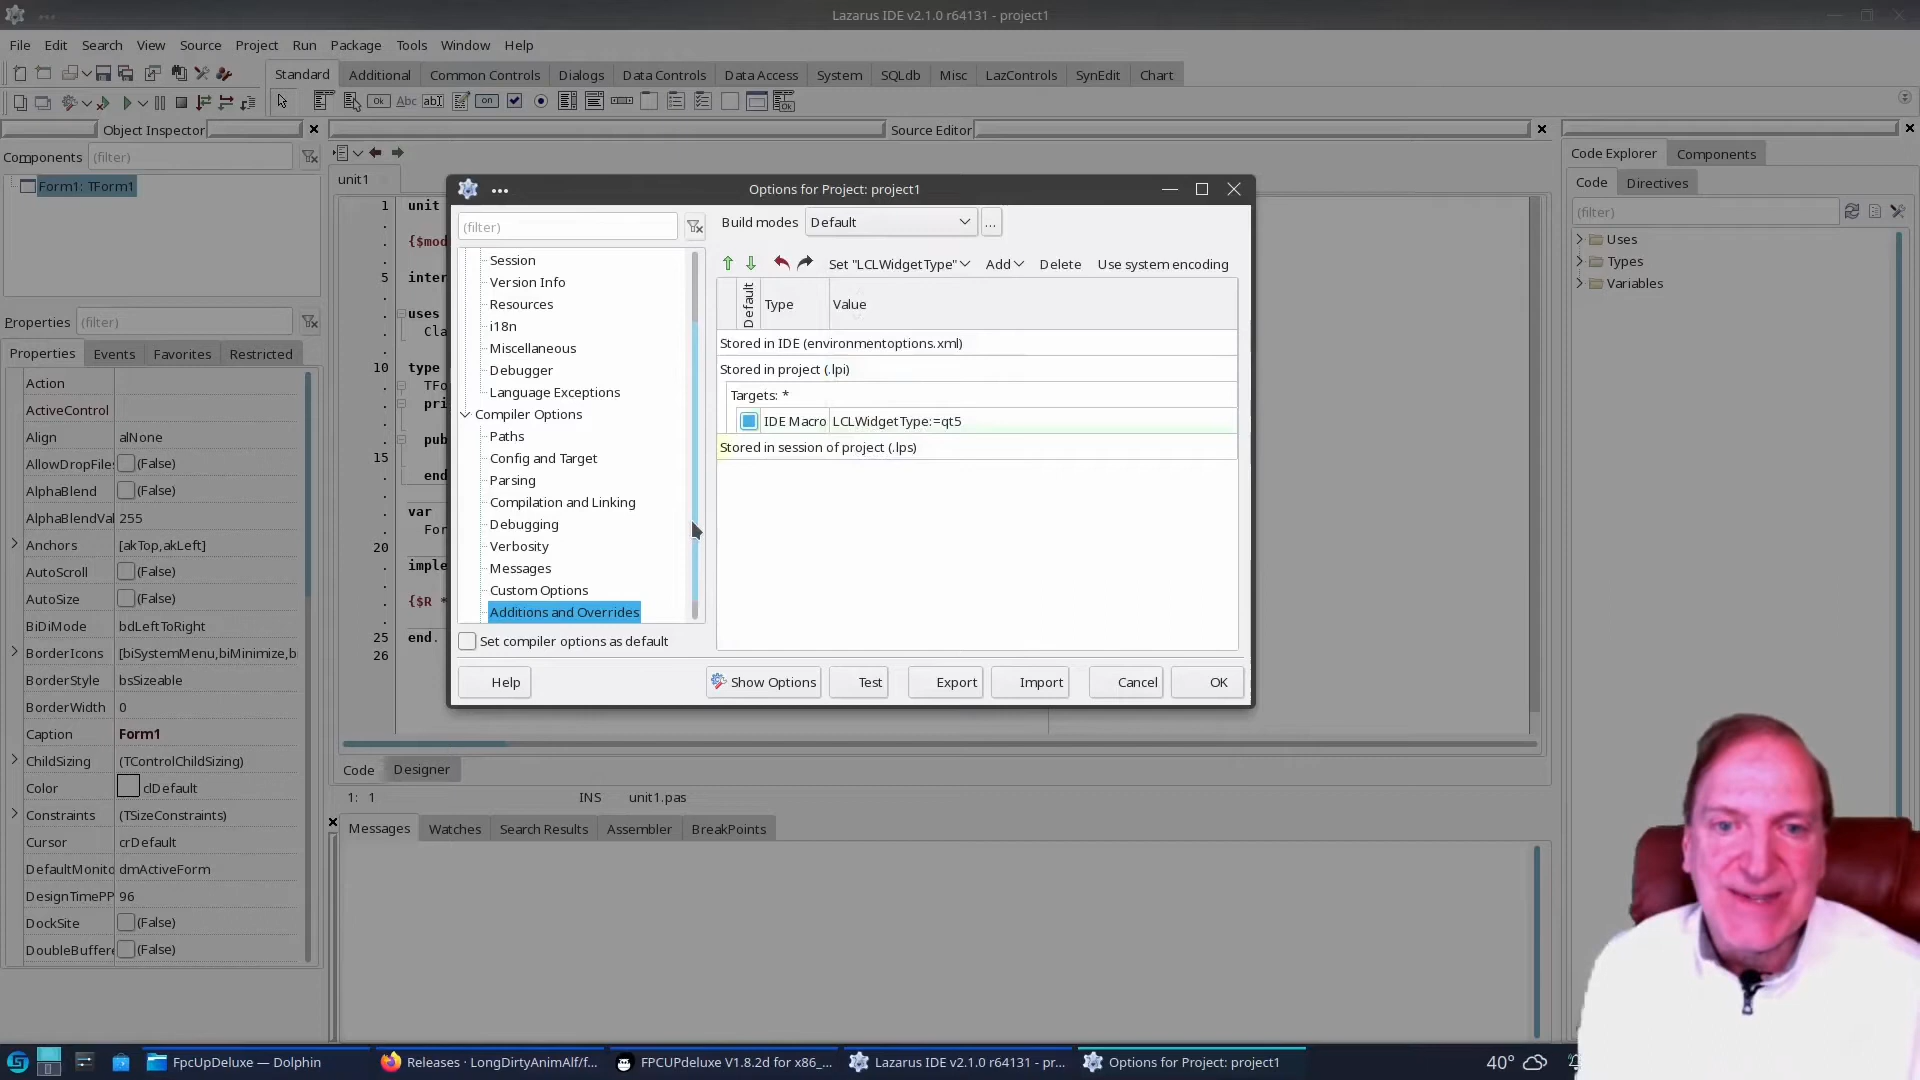 Lazarus IDE v2.1.0 r64131 - project1
File Edit Search View Source Project Run Package Tools Window Help
Standard Additional Common Controls Dialogs Data Controls Data Access System Misc SQLdb LazControls SynEdit Chart
Ok Abc abI on Ok
Object Inspector
Source Editor
Components (filter)
Form1: TForm1
Properties (filter)
Properties Events Favorites Restricted
Action
ActiveControl
Align alNone
AllowDropFiles (False)
AlphaBlend (False)
AlphaBlendVal 255
Anchors [akTop,akLeft]
AutoScroll (False)
AutoSize (False)
BiDiMode bdLeftToRight
BorderIcons [biSystemMenu,biMinimize,b
BorderStyle bsSizeable
BorderWidth 0
Caption Form1
ChildSizing (TControlChildSizing)
Color clDefault
Constraints (TSizeConstraints)
Cursor crDefault
DefaultMonito dmActiveForm
DesignTimePP 96
DockSite (False)
DoubleBuffere (False)
unit1
1 unit
{$mod
5 inter
uses
Cla
10 type
TFo
pri
pub
15
end
var
For
20
imple
{$R *
25 end.
26
Code Designer
1: 1 INS unit1.pas
Messages Watches Search Results Assembler BreakPoints
Options for Project: project1
(filter)
Session
Version Info
Resources
i18n
Miscellaneous
Debugger
Language Exceptions
Compiler Options
Paths
Config and Target
Parsing
Compilation and Linking
Debugging
Verbosity
Messages
Custom Options
Additions and Overrides
Set compiler options as default
Build modes Default ...
Set "LCLWidgetType" Add Delete Use system encoding
Default Type Value
Stored in IDE (environmentoptions.xml)
Stored in project (.lpi)
Targets: *
IDE Macro LCLWidgetType:=qt5
Stored in session of project (.lps)
Help Show Options Test Export Import Cancel OK
Code Explorer Components
Code Directives
(filter)
Uses
Types
Variables
FpcUpDeluxe — Dolphin
Releases · LongDirtyAnimAlf/f...
FPCUPdeluxe V1.8.2d for x86_...
Lazarus IDE v2.1.0 r64131 - pr...
Options for Project: project1
40°